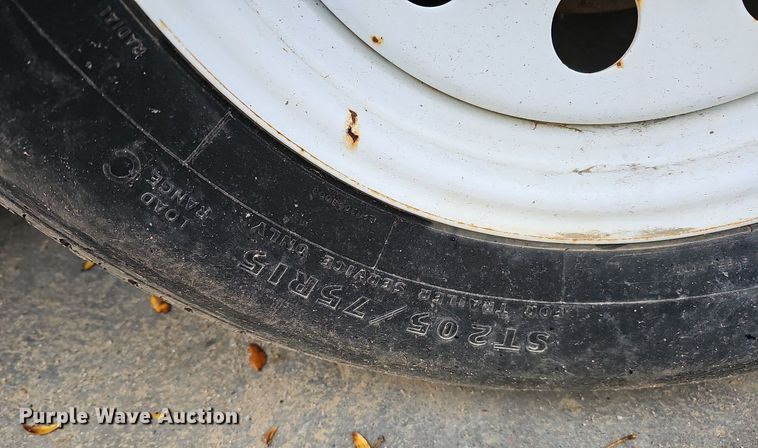 RADIAL
LOAD
RANGE C
ST205/75R15
FOR TRAILER SERVICE ONLY
Purple Wave Auction